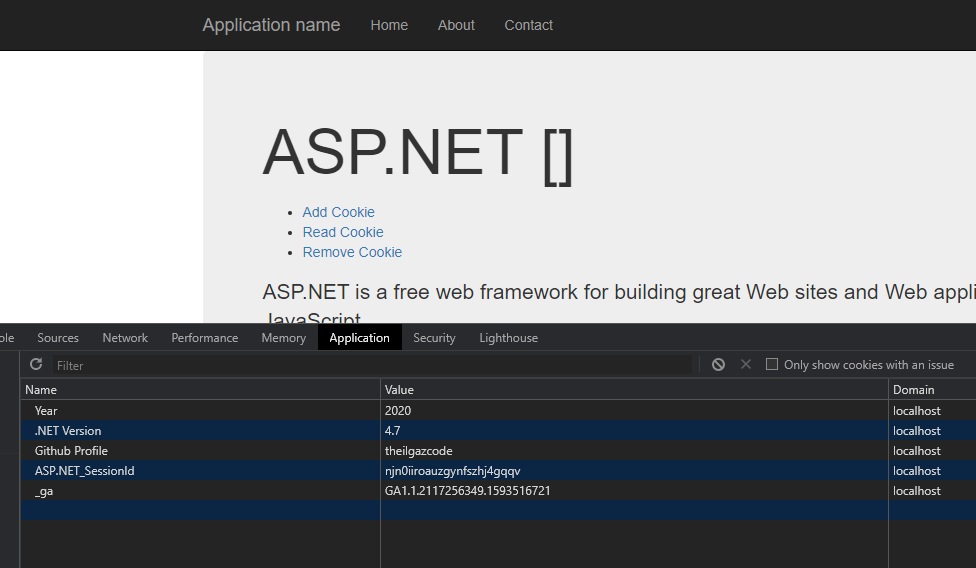 Application name Home About Contact
ASP.NET []
Add Cookie
Read Cookie
Remove Cookie
ASP.NET is a free web framework for building great Web sites and Web appli
JavaScript
ole Sources Network Performance Memory Application Security Lighthouse
Filter Only show cookies with an issue
Name Value Domain
Year 2020 localhost
.NET Version 4.7 localhost
Github Profile theilgazcode localhost
ASP.NET_SessionId njn0iiroauzgynfszhj4gqqv localhost
_ga GA1.1.2117256349.1593516721 localhost